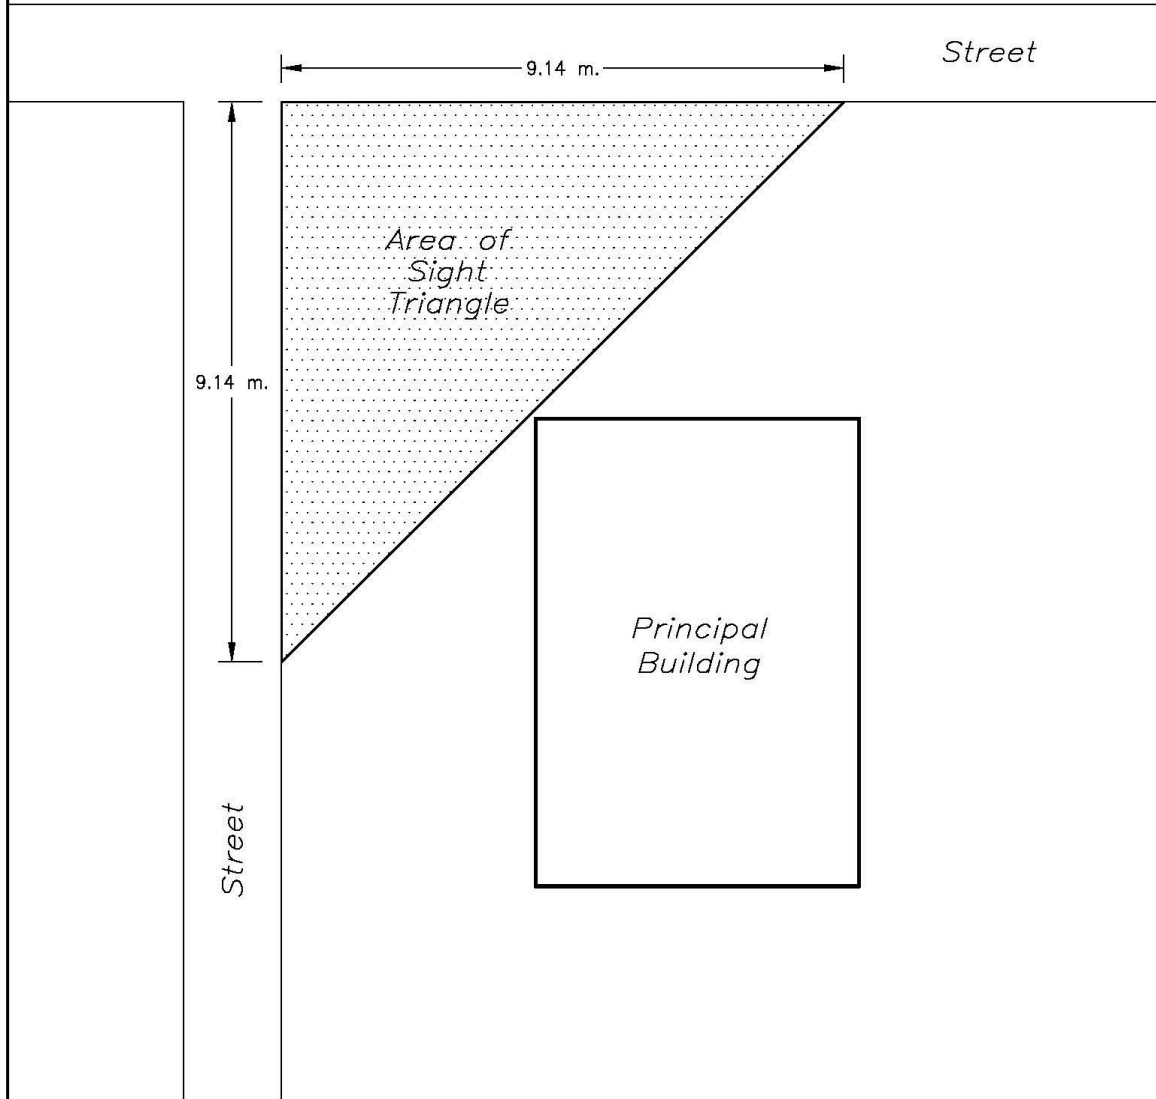 Street
9.14 m.
Area of
Sight
Triangle
9.14 m.
Principal
Building
Street